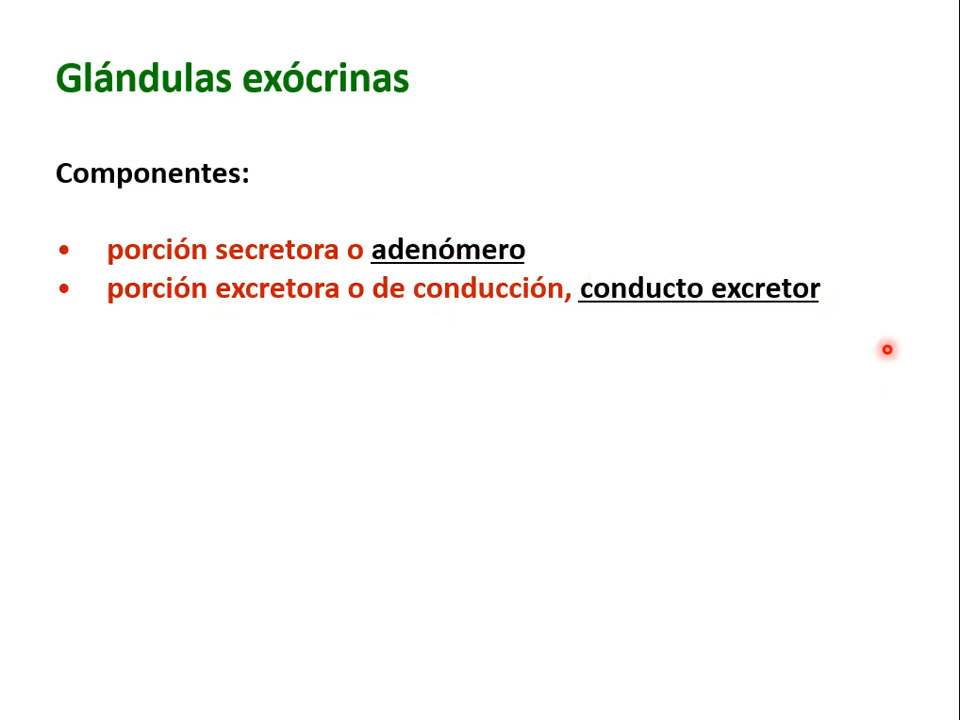 Glándulas exócrinas
Componentes:
• porción secretora o adenómero
• porción excretora o de conducción, conducto excretor